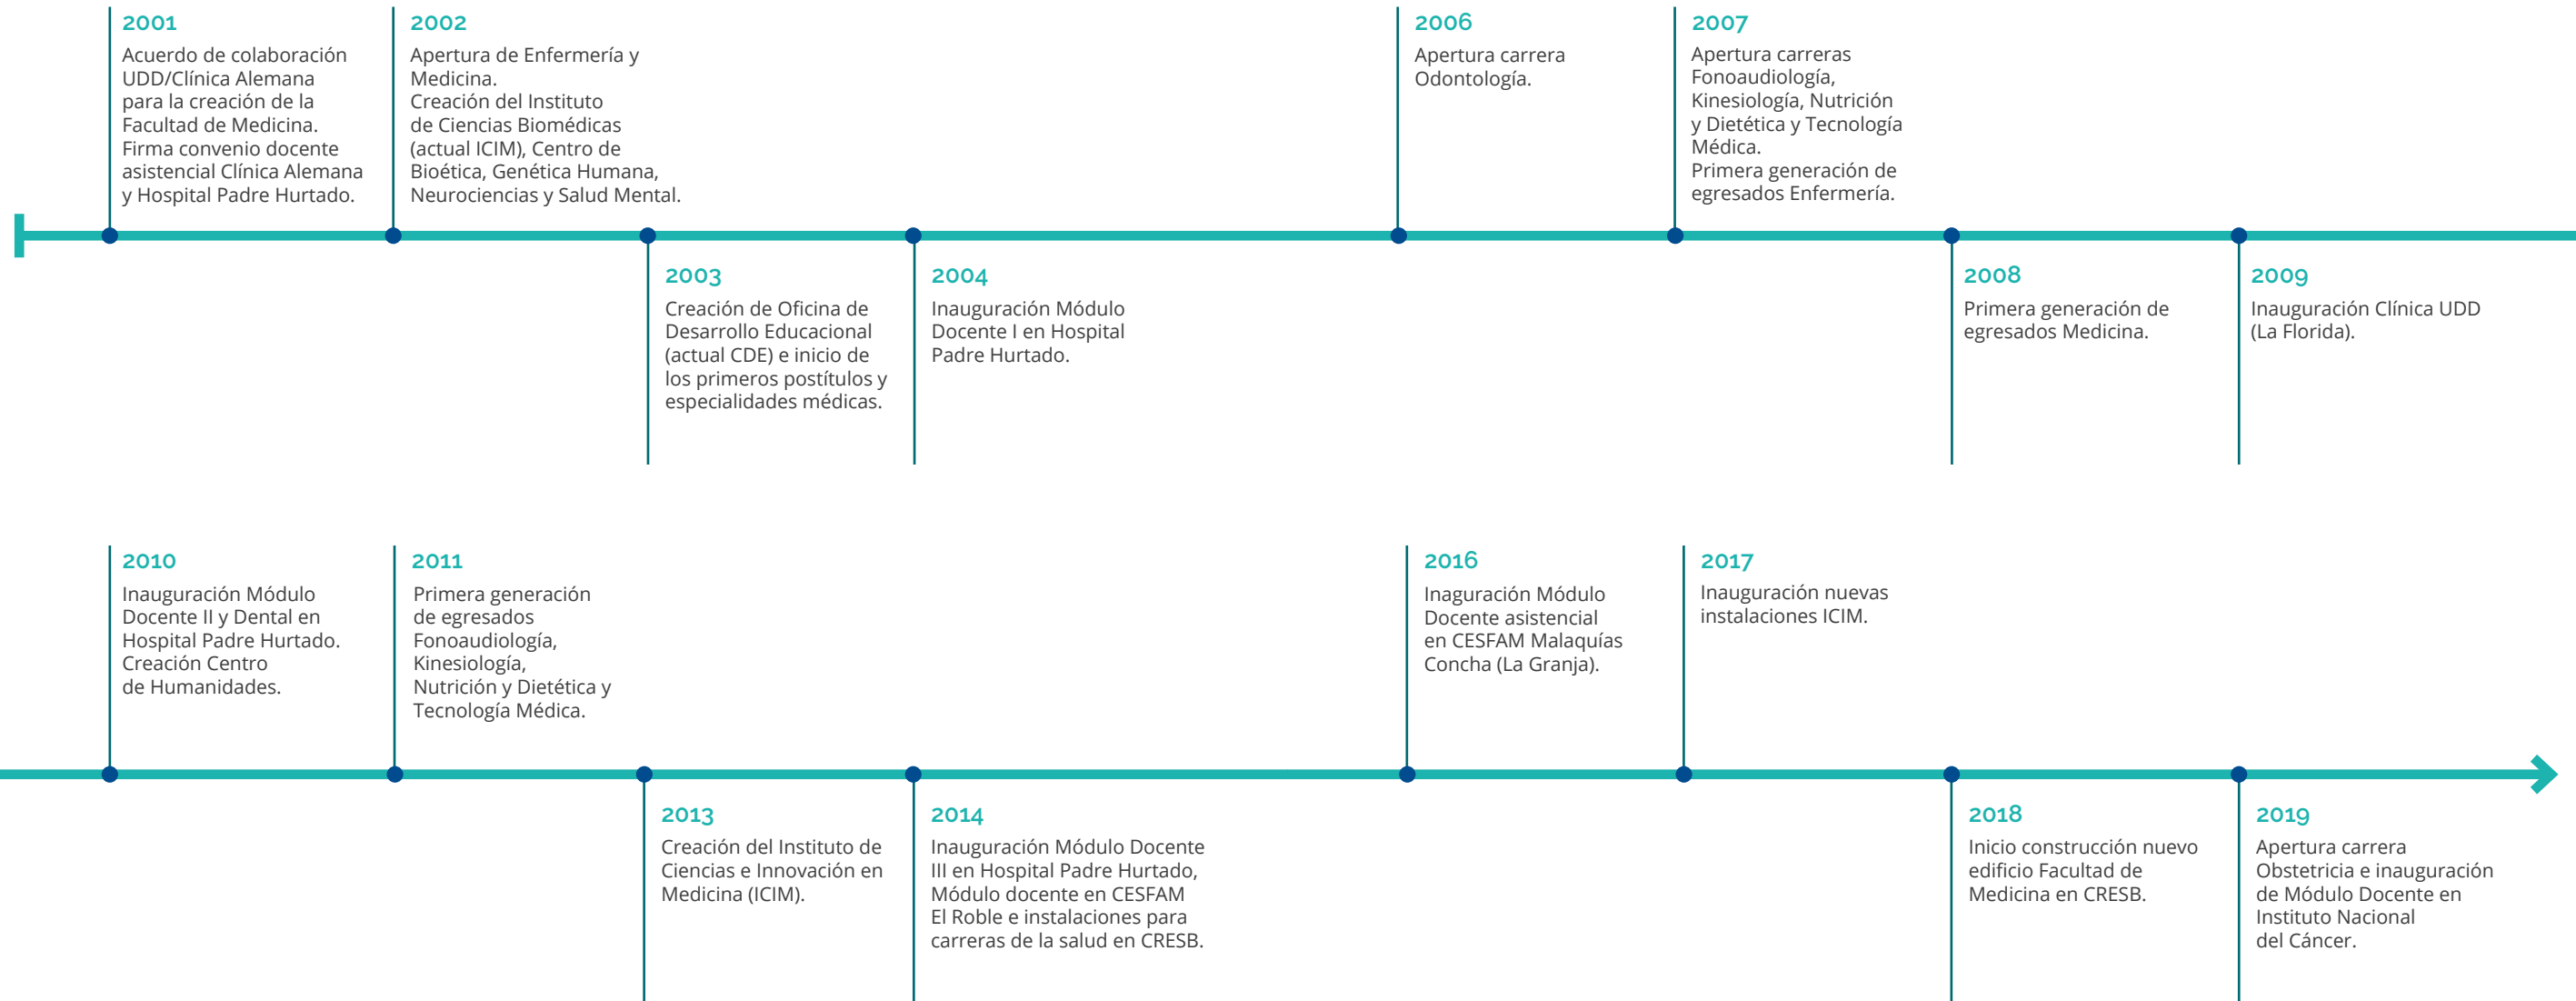 2001
Acuerdo de colaboración
UDD/Clínica Alemana
para la creación de la
Facultad de Medicina.
Firma convenio docente
asistencial Clínica Alemana
y Hospital Padre Hurtado.
2002
Apertura de Enfermería y
Medicina.
Creación del Instituto
de Ciencias Biomédicas
(actual ICIM), Centro de
Bioética, Genética Humana,
Neurociencias y Salud Mental.
2003
Creación de Oficina de
Desarrollo Educacional
(actual CDE) e inicio de
los primeros postítulos y
especialidades médicas.
2004
Inauguración Módulo
Docente I en Hospital
Padre Hurtado.
2006
Apertura carrera
Odontología.
2007
Apertura carreras
Fonoaudiología,
Kinesiología, Nutrición
y Dietética y Tecnología
Médica.
Primera generación de
egresados Enfermería.
2008
Primera generación de
egresados Medicina.
2009
Inauguración Clínica UDD
(La Florida).
2010
Inauguración Módulo
Docente II y Dental en
Hospital Padre Hurtado.
Creación Centro
de Humanidades.
2011
Primera generación
de egresados
Fonoaudiología,
Kinesiología,
Nutrición y Dietética y
Tecnología Médica.
2013
Creación del Instituto de
Ciencias e Innovación en
Medicina (ICIM).
2014
Inauguración Módulo Docente
III en Hospital Padre Hurtado,
Módulo docente en CESFAM
El Roble e instalaciones para
carreras de la salud en CRESB.
2016
Inaguración Módulo
Docente asistencial
en CESFAM Malaquías
Concha (La Granja).
2017
Inauguración nuevas
instalaciones ICIM.
2018
Inicio construcción nuevo
edificio Facultad de
Medicina en CRESB.
2019
Apertura carrera
Obstetricia e inauguración
de Módulo Docente en
Instituto Nacional
del Cáncer.